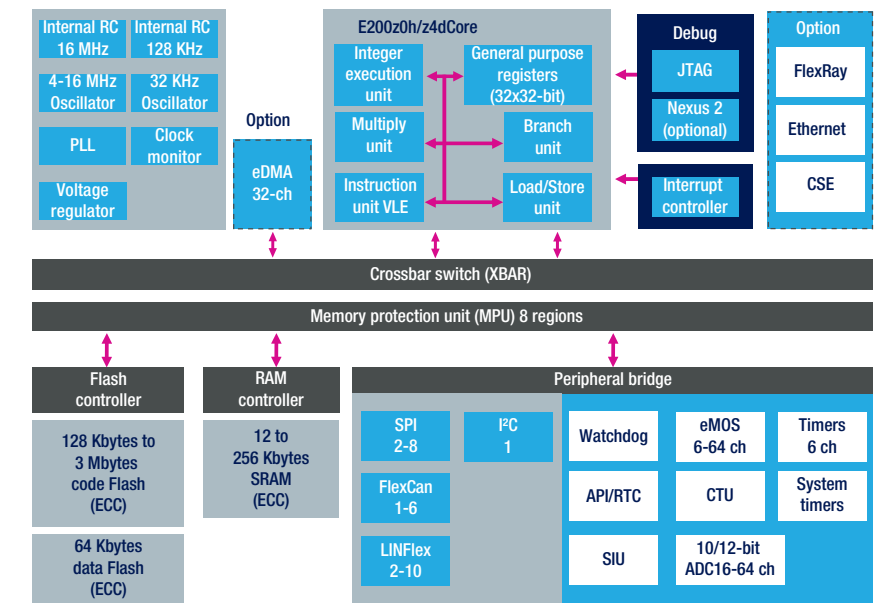 Internal RC
16 MHz
Internal RC
128 KHz
4-16 MHz
Oscillator
32 KHz
Oscillator
PLL
Clock
monitor
Voltage
regulator
Option
eDMA
32-ch
E200z0h/z4dCore
Integer
execution
unit
General purpose
registers
(32x32-bit)
Multiply
unit
Branch
unit
Instruction
unit VLE
Load/Store
unit
Debug
JTAG
Nexus 2
(optional)
Interrupt
controller
Option
FlexRay
Ethernet
CSE
Crossbar switch (XBAR)
Memory protection unit (MPU) 8 regions
Flash
controller
128 Kbytes to
3 Mbytes
code Flash
(ECC)
64 Kbytes
data Flash
(ECC)
RAM
controller
12 to
256 Kbytes
SRAM
(ECC)
Peripheral bridge
SPI
2-8
I²C
1
FlexCan
1-6
LINFlex
2-10
Watchdog
eMOS
6-64 ch
Timers
6 ch
API/RTC
CTU
System
timers
SIU
10/12-bit
ADC16-64 ch